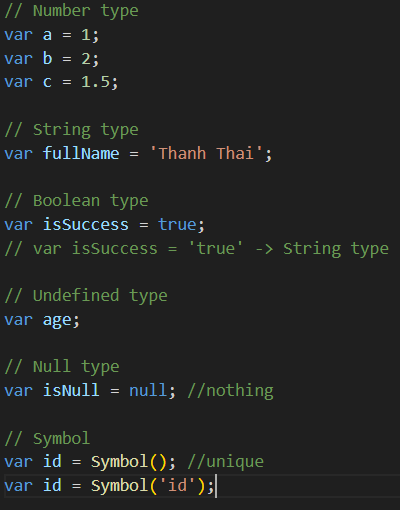 // Number type
var a = 1;
var b = 2;
var c = 1.5;
// String type
var fullName = 'Thanh Thai';
// Boolean type
var isSuccess = true;
// var isSuccess = 'true' -> String type
// Undefined type
var age;
// Null type
var isNull = null; //nothing
// Symbol
var id = Symbol(); //unique
var id = Symbol('id');